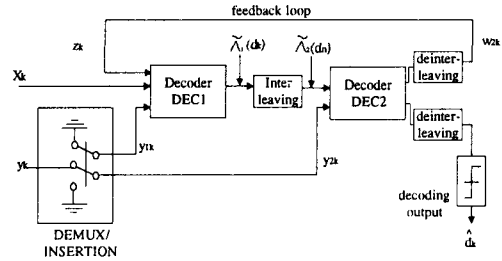 feedback loop
zk
w2k
Λ̃₁(dk)
Λ̃₂(dn)
deinter-
leaving
Xk
Decoder
DEC1
Inter
leaving
Decoder
DEC2
deinter-
leaving
y1k
yk
y2k
decoding
output
DEMUX/
INSERTION
d̂k